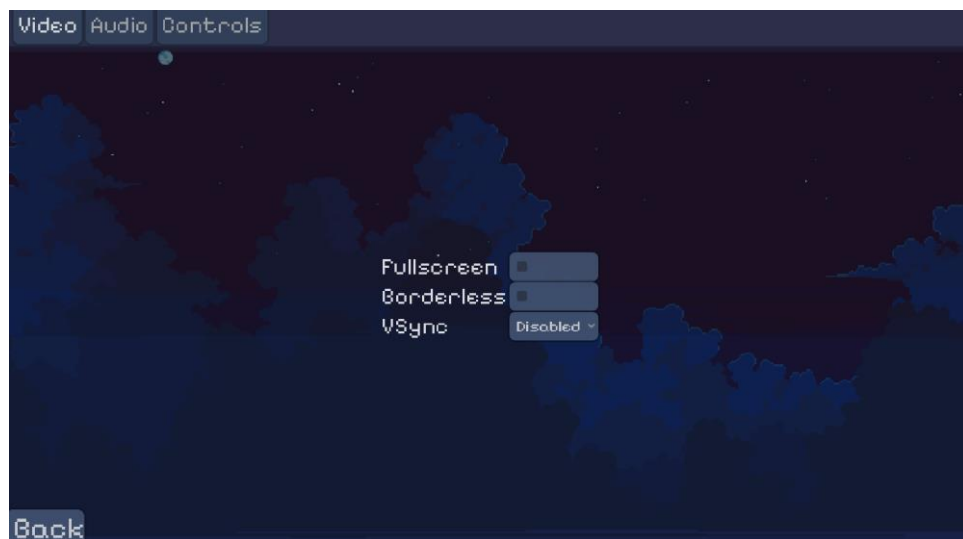 Video Audio Controls
Fullscreen
Borderless
VSync Disabled
Back